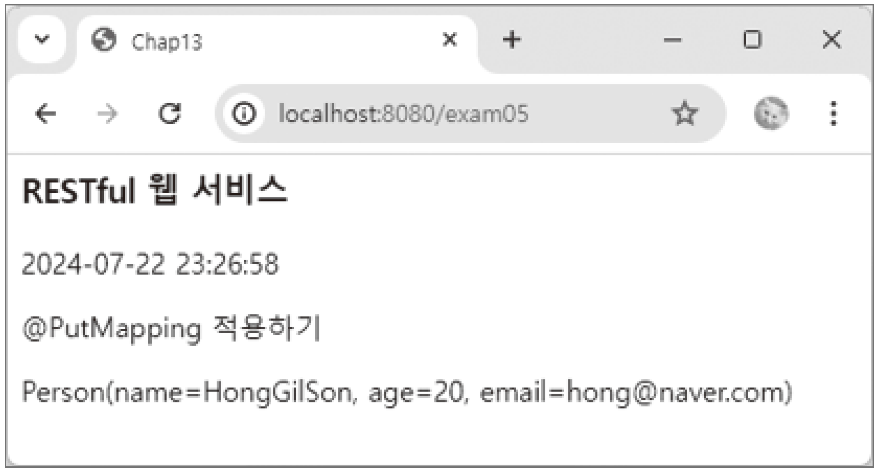 Chap13
localhost:8080/exam05
RESTful 웹 서비스
2024-07-22 23:26:58
@PutMapping 적용하기
Person(name=HongGilSon, age=20, email=hong@naver.com)